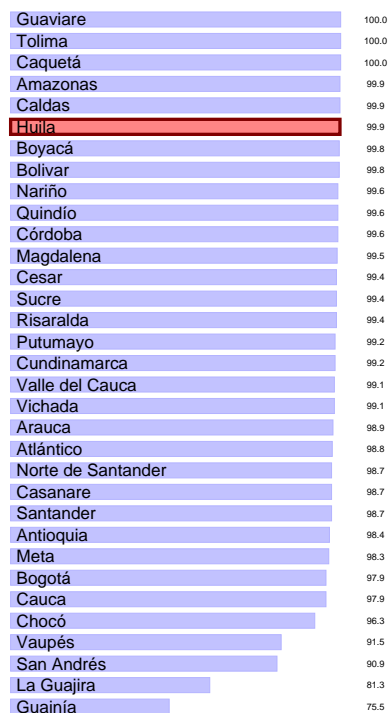 Guaviare 100.0
Tolima 100.0
Caquetá 100.0
Amazonas 99.9
Caldas 99.9
Huila 99.9
Boyacá 99.8
Bolivar 99.8
Nariño 99.6
Quindío 99.6
Córdoba 99.6
Magdalena 99.5
Cesar 99.4
Sucre 99.4
Risaralda 99.4
Putumayo 99.2
Cundinamarca 99.2
Valle del Cauca 99.1
Vichada 99.1
Arauca 98.9
Atlántico 98.8
Norte de Santander 98.7
Casanare 98.7
Santander 98.7
Antioquia 98.4
Meta 98.3
Bogotá 97.9
Cauca 97.9
Chocó 96.3
Vaupés 91.5
San Andrés 90.9
La Guajira 81.3
Guainía 75.5